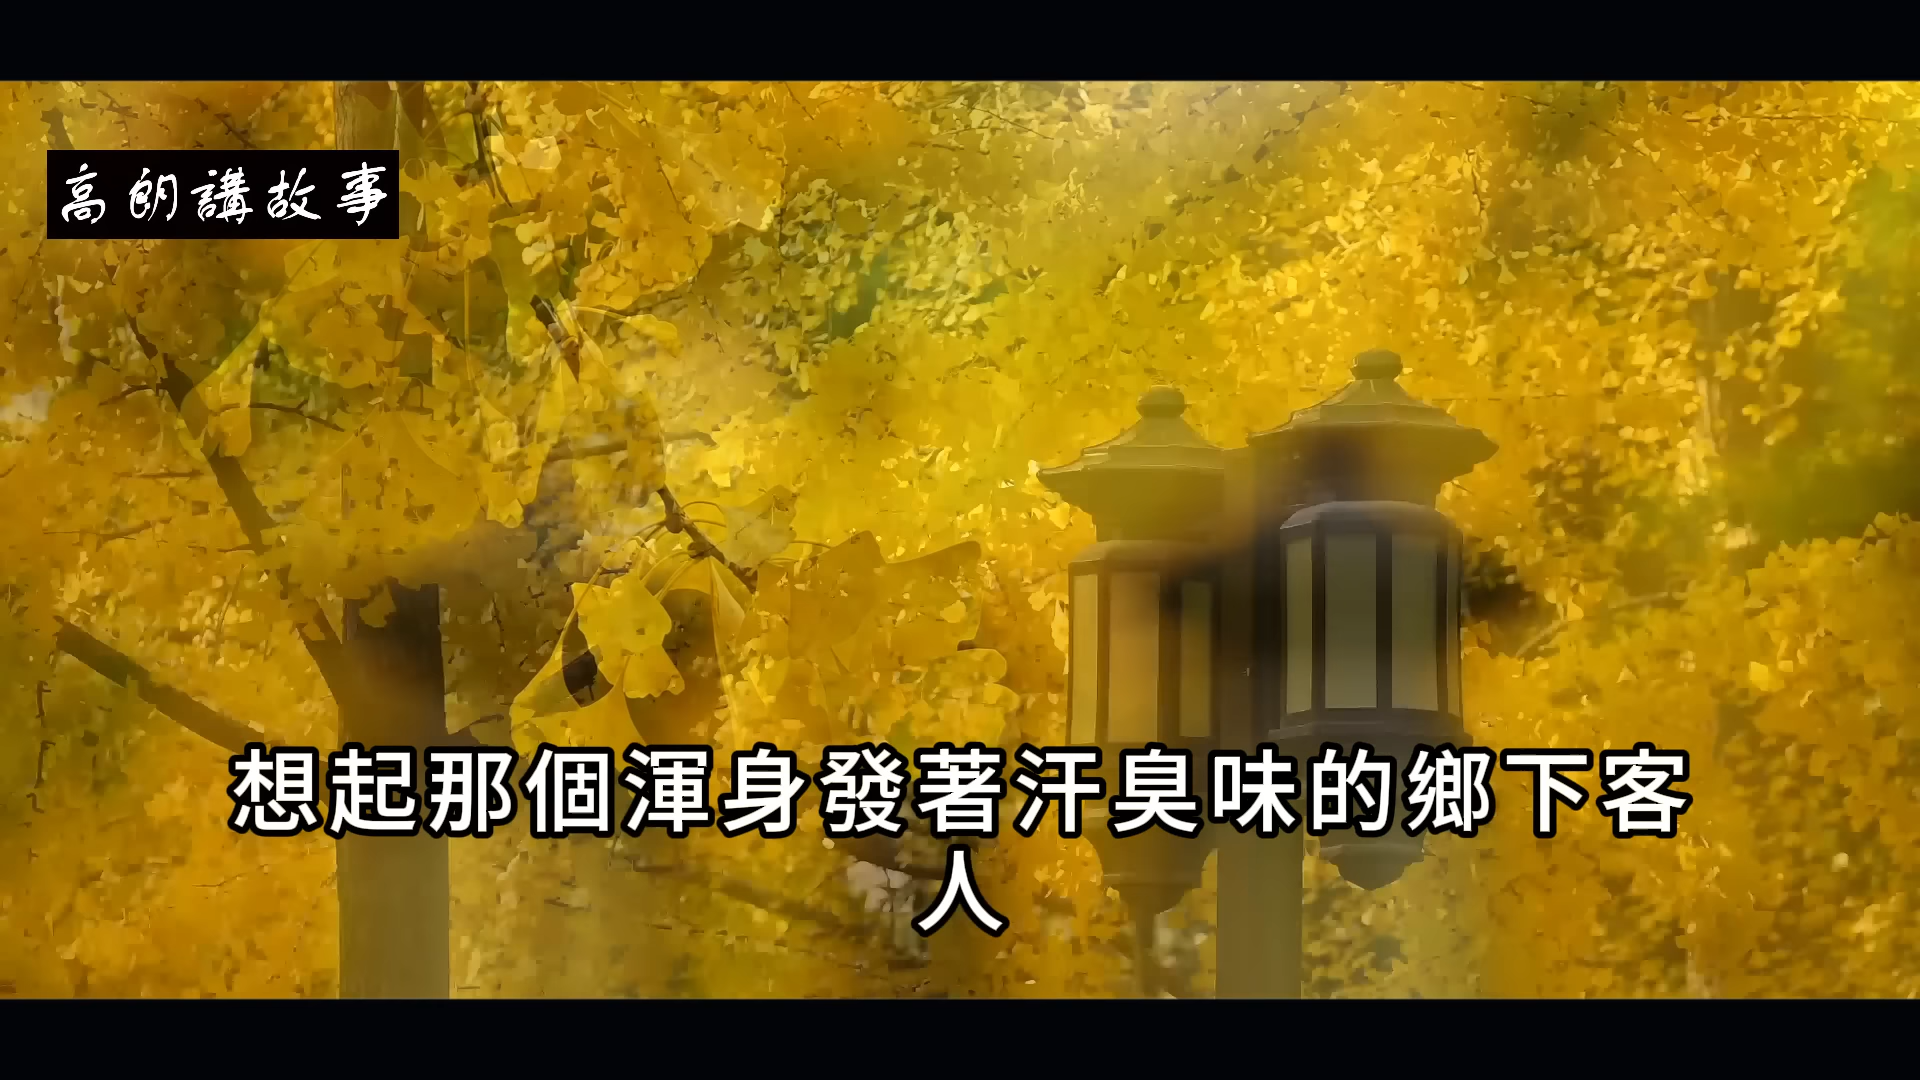 高朗講故事
想起那個渾身發著汗臭味的鄉下客
人